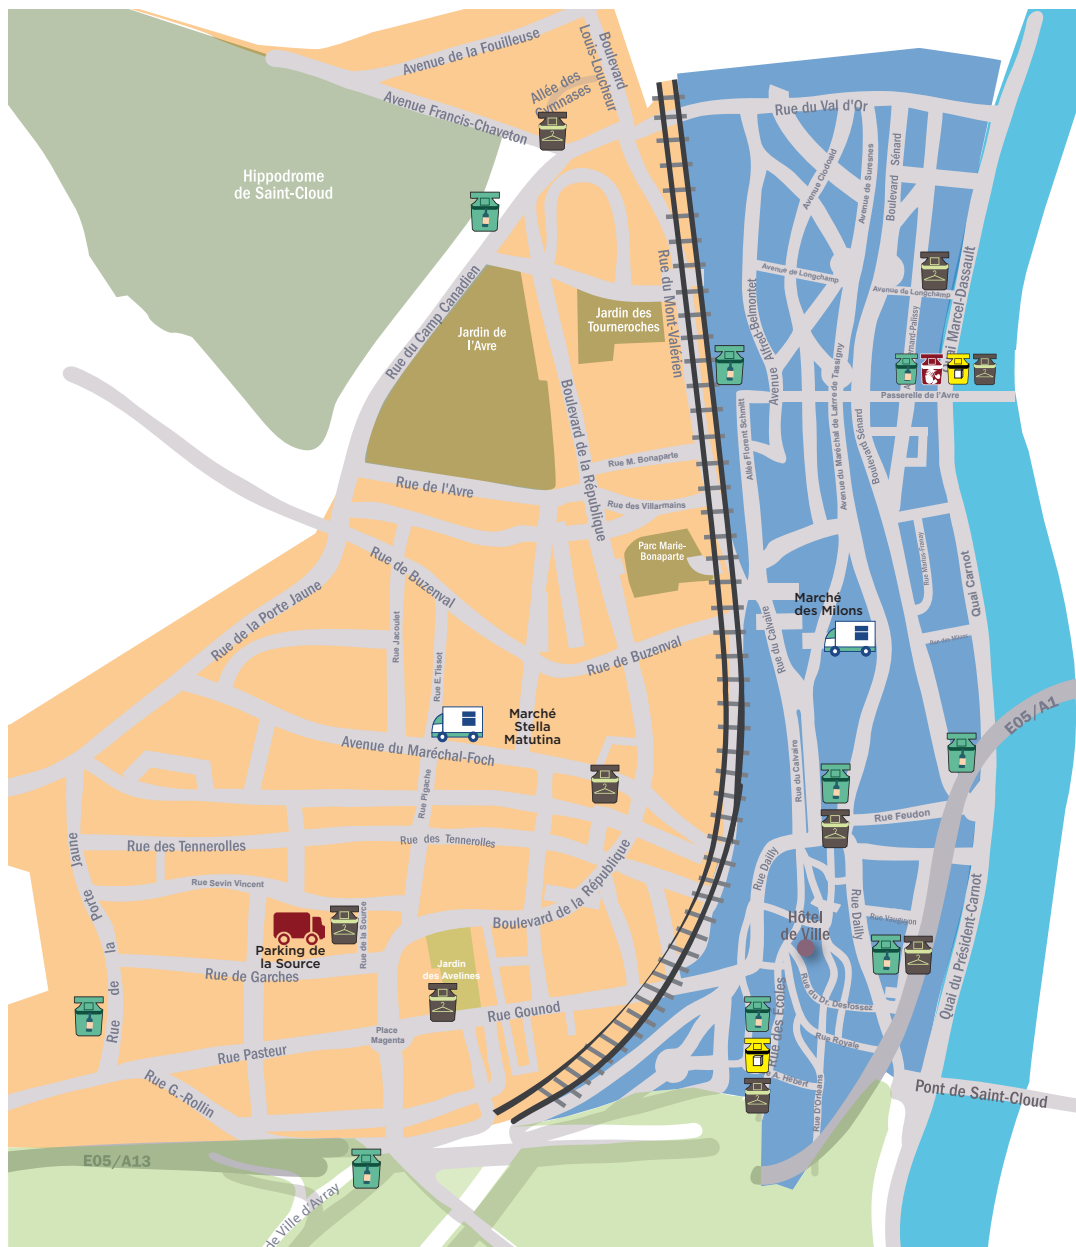 Avenue de la Fouilleuse
Boulevard
Louis-Loucheur
Allée des
Gymnases
Avenue Francis-Chaveton
Rue du Val d'Or
Hippodrome
de Saint-Cloud
Avenue Clodoald
Avenue de Suresnes
Boulevard Sénard
Rue du Camp Canadien
Jardin de
l'Avre
Jardin des
Tourneroches
Rue du Mont-Valérien
Avenue de Longchamp
Avenue de Longchamp
Avenue Alfred-Belmontet
Marcel-Dassault
Passerelle de l'Avre
Boulevard de la République
Allée Florent Schmitt
Avenue du Maréchal de Lattre de Tassigny
Boulevard Sénard
Rue M. Bonaparte
Rue de l'Avre
Rue des Villarmains
Parc Marie-
Bonaparte
Rue Marius-Franay
Quai Carnot
Rue de Buzenval
Rue de la Porte Jaune
Rue Jacoulet
Rue E.Tissot
Rue de Buzenval
Marché
des Milons
Rue du Calvaire
Rue des Milons
E05/A1
Marché
Stella
Matutina
Avenue du Maréchal-Foch
Rue Pigache
Rue du Calvaire
Rue Feudon
Rue des Tennerolles
Rue des Tennerolles
Rue Sevin Vincent
Rue de la Porte Jaune
Boulevard de la République
Rue Dailly
Rue Dailly
Rue Vauguyon
Hôtel
de Ville
Quai du Président-Carnot
Parking de
la Source
Rue de la Source
Rue de Garches
Jardin
des Avelines
Rue Gounod
Place
Magenta
Rue Pasteur
Rue G.-Rollin
Rue des Ecoles
Rue du Dr. Deslossez
Rue Royale
A. Hébert
Rue D'Orléans
Pont de Saint-Cloud
E05/A13
de Ville d'Avray